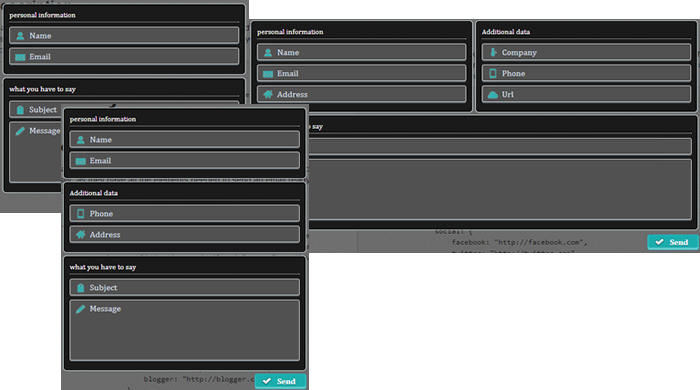 personal information
Name
Email
what you have to say
Subject
Message
personal information
Name
Email
Address
Additional data
Company
Phone
Url
to say
Send
personal information
Name
Email
Additional data
Phone
Address
what you have to say
Subject
Message
Send
social: {
facebook: "http://facebook.com",
blogger: "http://blogger.c